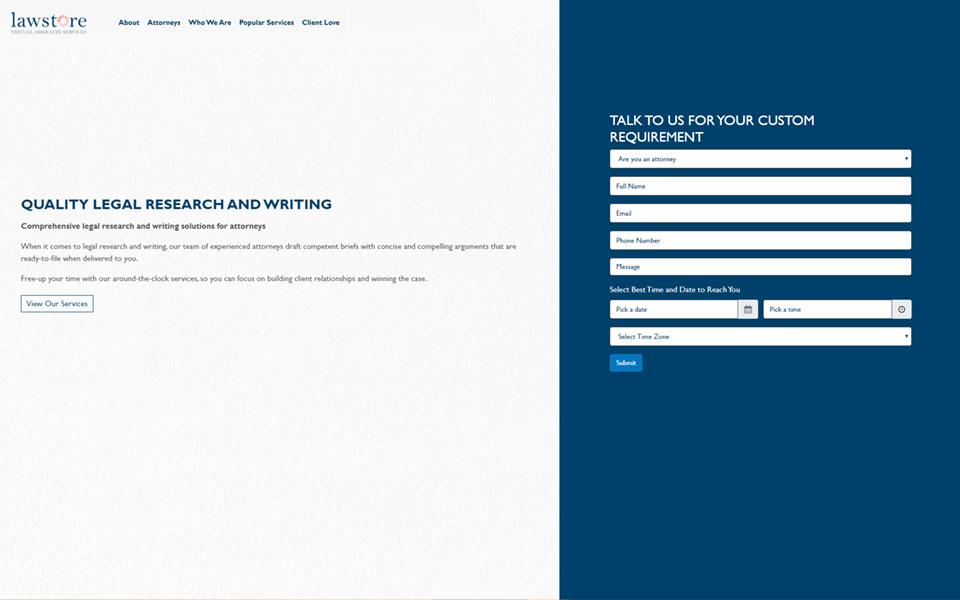 lawstore
VIRTUAL ASSOCIATE SERVICES
About Attorneys Who We Are Popular Services Client Love
QUALITY LEGAL RESEARCH AND WRITING
Comprehensive legal research and writing solutions for attorneys
When it comes to legal research and writing, our team of experienced attorneys draft competent briefs with concise and compelling arguments that are
ready-to-file when delivered to you.
Free-up your time with our around-the-clock services, so you can focus on building client relationships and winning the case.
View Our Services
TALK TO US FOR YOUR CUSTOM
REQUIREMENT
Are you an attorney
Full Name
Email
Phone Number
Message
Select Best Time and Date to Reach You
Pick a date Pick a time
Select Time Zone
Submit